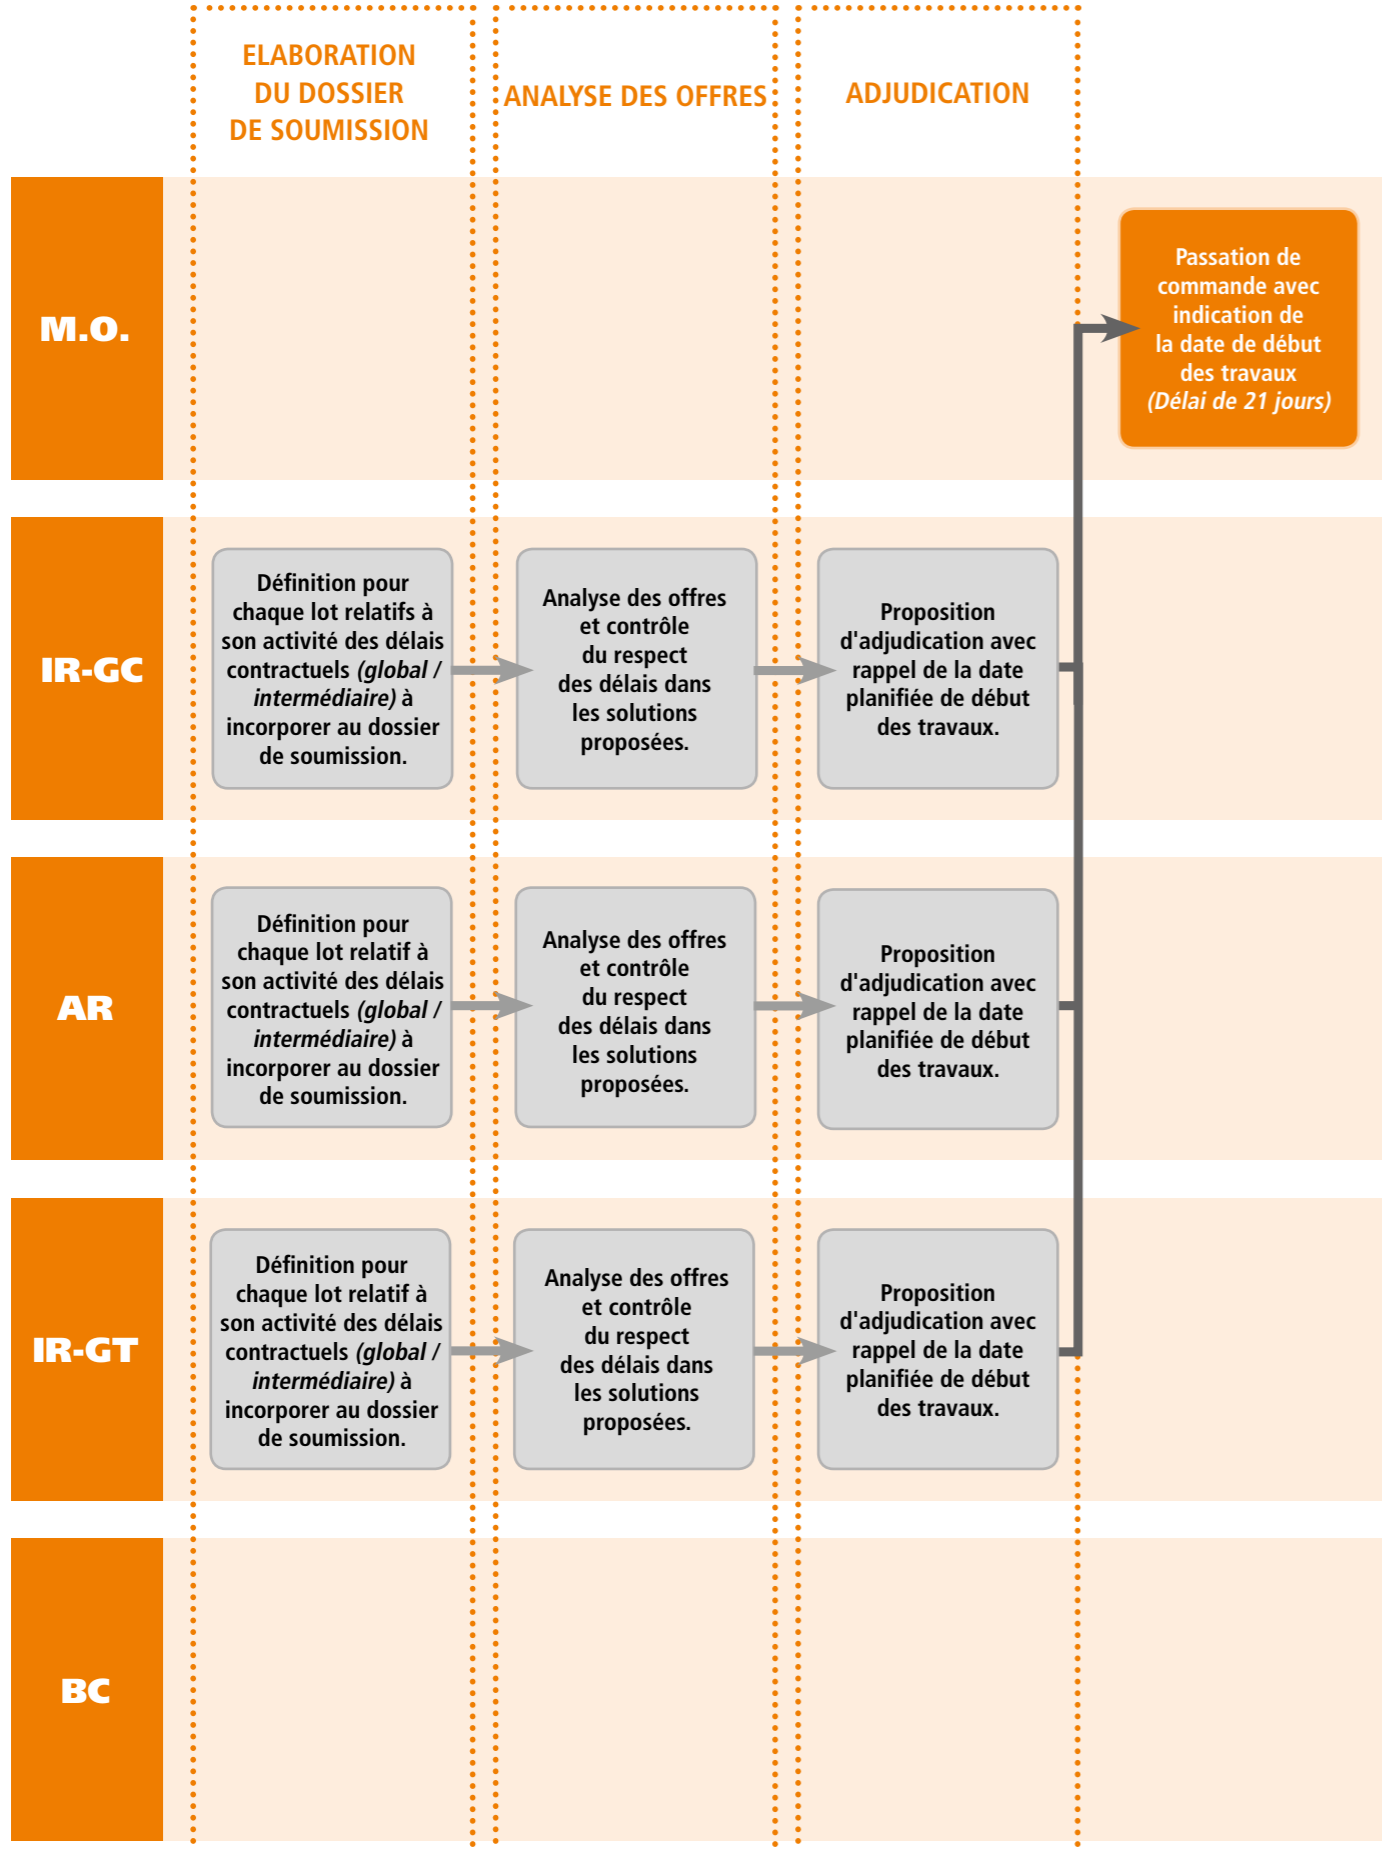 ELABORATION
DU DOSSIER
DE SOUMISSION
ANALYSE DES OFFRES
ADJUDICATION
M.O.
Passation de
commande avec
indication de
la date de début
des travaux
(Délai de 21 jours)
IR-GC
Définition pour
chaque lot relatifs à
son activité des délais
contractuels (global /
intermédiaire) à
incorporer au dossier
de soumission.
Analyse des offres
et contrôle
du respect
des délais dans
les solutions
proposées.
Proposition
d'adjudication avec
rappel de la date
planifiée de début
des travaux.
AR
Définition pour
chaque lot relatif à
son activité des délais
contractuels (global /
intermédiaire) à
incorporer au dossier
de soumission.
Analyse des offres
et contrôle
du respect
des délais dans
les solutions
proposées.
Proposition
d'adjudication avec
rappel de la date
planifiée de début
des travaux.
IR-GT
Définition pour
chaque lot relatif à
son activité des délais
contractuels (global /
intermédiaire) à
incorporer au dossier
de soumission.
Analyse des offres
et contrôle
du respect
des délais dans
les solutions
proposées.
Proposition
d'adjudication avec
rappel de la date
planifiée de début
des travaux.
BC